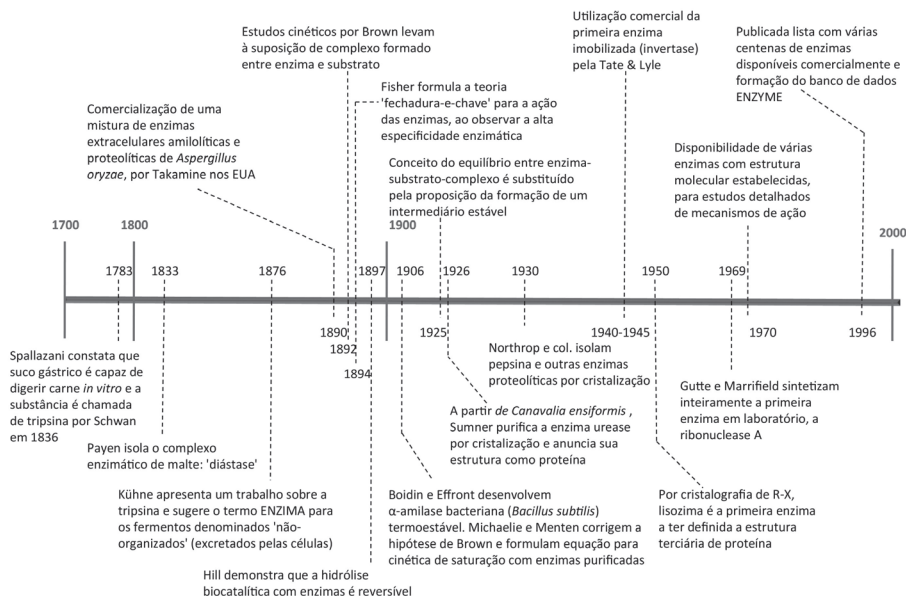 Estudos cinéticos por Brown levam
à suposição de complexo formado
entre enzima e substrato
Utilização comercial da
primeira enzima
imobilizada (invertase)
pela Tate & Lyle
Publicada lista com várias
centenas de enzimas
disponíveis comercialmente e
formação do banco de dados
ENZYME
Fisher formula a teoria
'fechadura-e-chave' para a ação
das enzimas, ao observar a alta
especificidade enzimática
Comercialização de uma
mistura de enzimas
extracelulares amilolíticas e
proteolíticas de Aspergillus
oryzae, por Takamine nos EUA
Disponibilidade de várias
enzimas com estrutura
molecular estabelecidas,
para estudos detalhados
de mecanismos de ação
Conceito do equilíbrio entre enzima-
substrato-complexo é substituído
pela proposição da formação de um
intermediário estável
1700
1800
1900
2000
1783
1833
1876
1897
1906
1926
1930
1950
1969
1890
1892
1894
1925
1940-1945
1970
1996
Spallazani constata que
suco gástrico é capaz de
digerir carne in vitro e a
substância é chamada
de tripsina por Schwan
em 1836
Northrop e col. isolam
pepsina e outras enzimas
proteolíticas por cristalização
Gutte e Marrifield sintetizam
inteiramente a primeira
enzima em laboratório, a
ribonuclease A
A partir de Canavalia ensiformis ,
Sumner purifica a enzima urease
por cristalização e anuncia sua
estrutura como proteína
Payen isola o complexo
enzimático de malte: 'diástase'
Kühne apresenta um trabalho sobre a
tripsina e sugere o termo ENZIMA para
os fermentos denominados 'não-
organizados' (excretados pelas células)
Boidin e Effront desenvolvem
α-amilase bacteriana (Bacillus subtilis)
termoestável. Michaelie e Menten corrigem a
hipótese de Brown e formulam equação para
cinética de saturação com enzimas purificadas
Por cristalografia de R-X,
lisozima é a primeira enzima
a ter definida a estrutura
terciária de proteína
Hill demonstra que a hidrólise
biocatalítica com enzimas é reversível